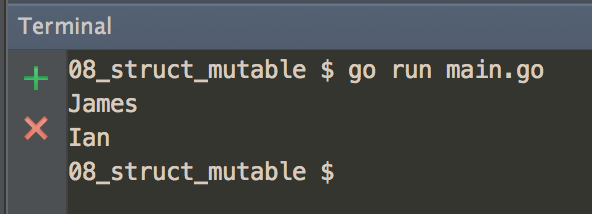 Terminal
08_struct_mutable $ go run main.go
James
Ian
08_struct_mutable $